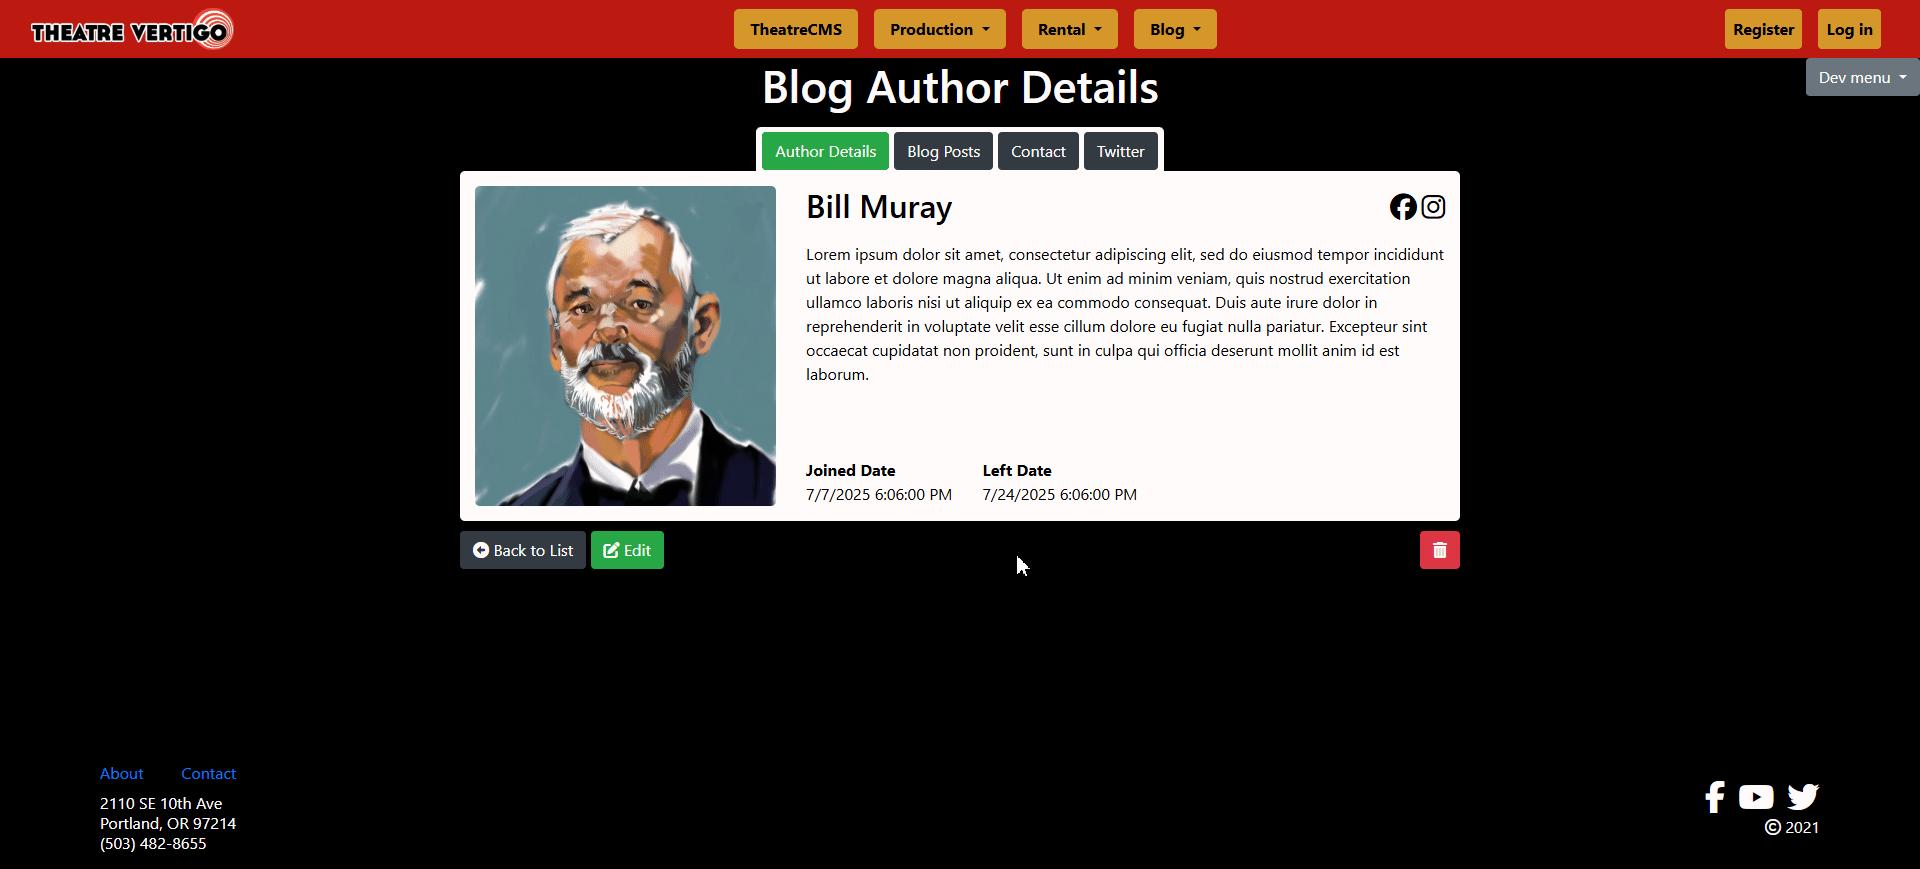 THEATRE VERTIGO
TheatreCMS
Production
Rental
Blog
Register
Log in
Dev menu
Blog Author Details
Author Details
Blog Posts
Contact
Twitter
Bill Muray
Lorem ipsum dolor sit amet, consectetur adipiscing elit, sed do eiusmod tempor incididunt
ut labore et dolore magna aliqua. Ut enim ad minim veniam, quis nostrud exercitation
ullamco laboris nisi ut aliquip ex ea commodo consequat. Duis aute irure dolor in
reprehenderit in voluptate velit esse cillum dolore eu fugiat nulla pariatur. Excepteur sint
occaecat cupidatat non proident, sunt in culpa qui officia deserunt mollit anim id est
laborum.
Joined Date
7/7/2025 6:06:00 PM
Left Date
7/24/2025 6:06:00 PM
Back to List
Edit
About
Contact
2110 SE 10th Ave
Portland, OR 97214
(503) 482-8655
© 2021